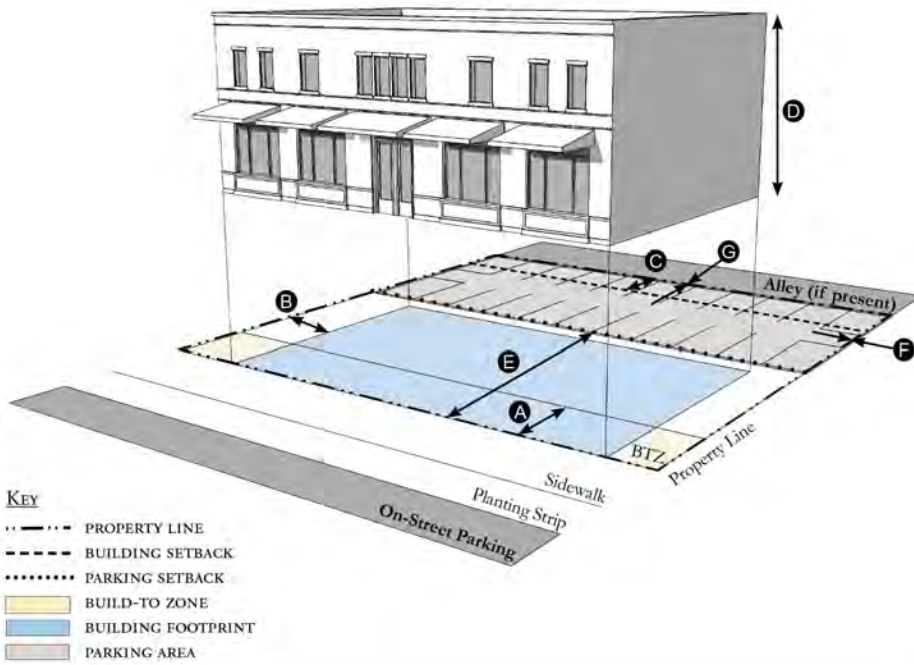 D
G
C
Alley (if present)
B
F
E
A
BTZ
Property Line
Sidewalk
Planting Strip
On-Street Parking
KEY
PROPERTY LINE
BUILDING SETBACK
PARKING SETBACK
BUILD-TO ZONE
BUILDING FOOTPRINT
PARKING AREA